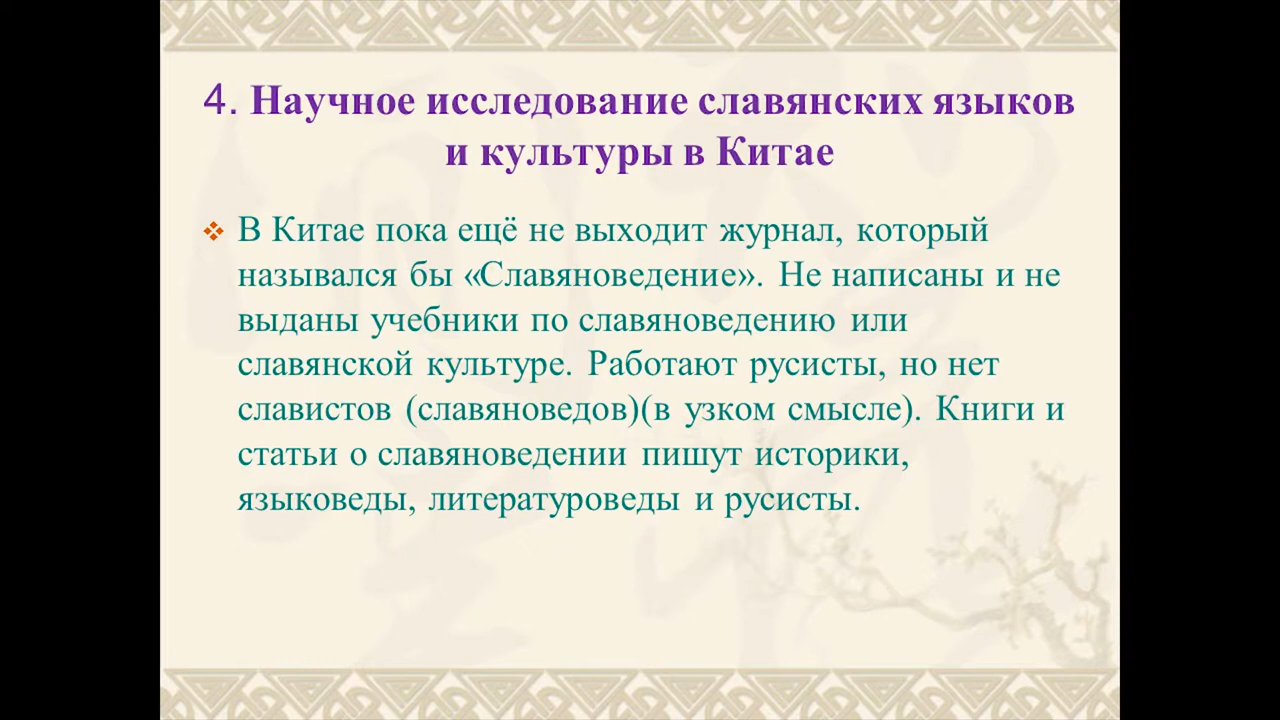 4. Научное исследование славянских языков
и культуры в Китае
В Китае пока ещё не выходит журнал, который
назывался бы «Славяноведение». Не написаны и не
выданы учебники по славяноведению или
славянской культуре. Работают русисты, но нет
славистов (славяноведов)(в узком смысле). Книги и
статьи о славяноведении пишут историки,
языковеды, литературоведы и русисты.